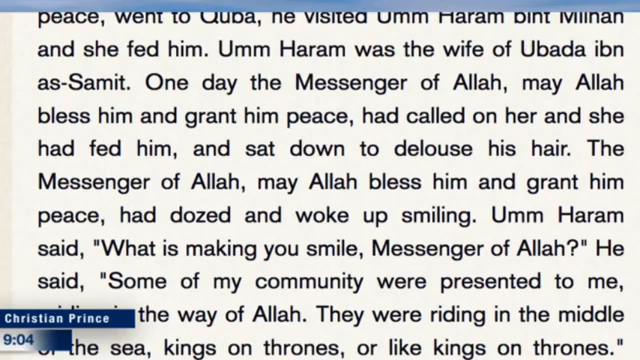 peace, went to Quba, he visited Umm Haram bint Milhan
and she fed him. Umm Haram was the wife of Ubada ibn
as-Samit. One day the Messenger of Allah, may Allah
bless him and grant him peace, had called on her and she
had fed him, and sat down to delouse his hair. The
Messenger of Allah, may Allah bless him and grant him
peace, had dozed and woke up smiling. Umm Haram
said, "What is making you smile, Messenger of Allah?" He
said, "Some of my community were presented to me,
the way of Allah. They were riding in the middle
the sea, kings on thrones, or like kings on thrones."
Christian Prince
9:04